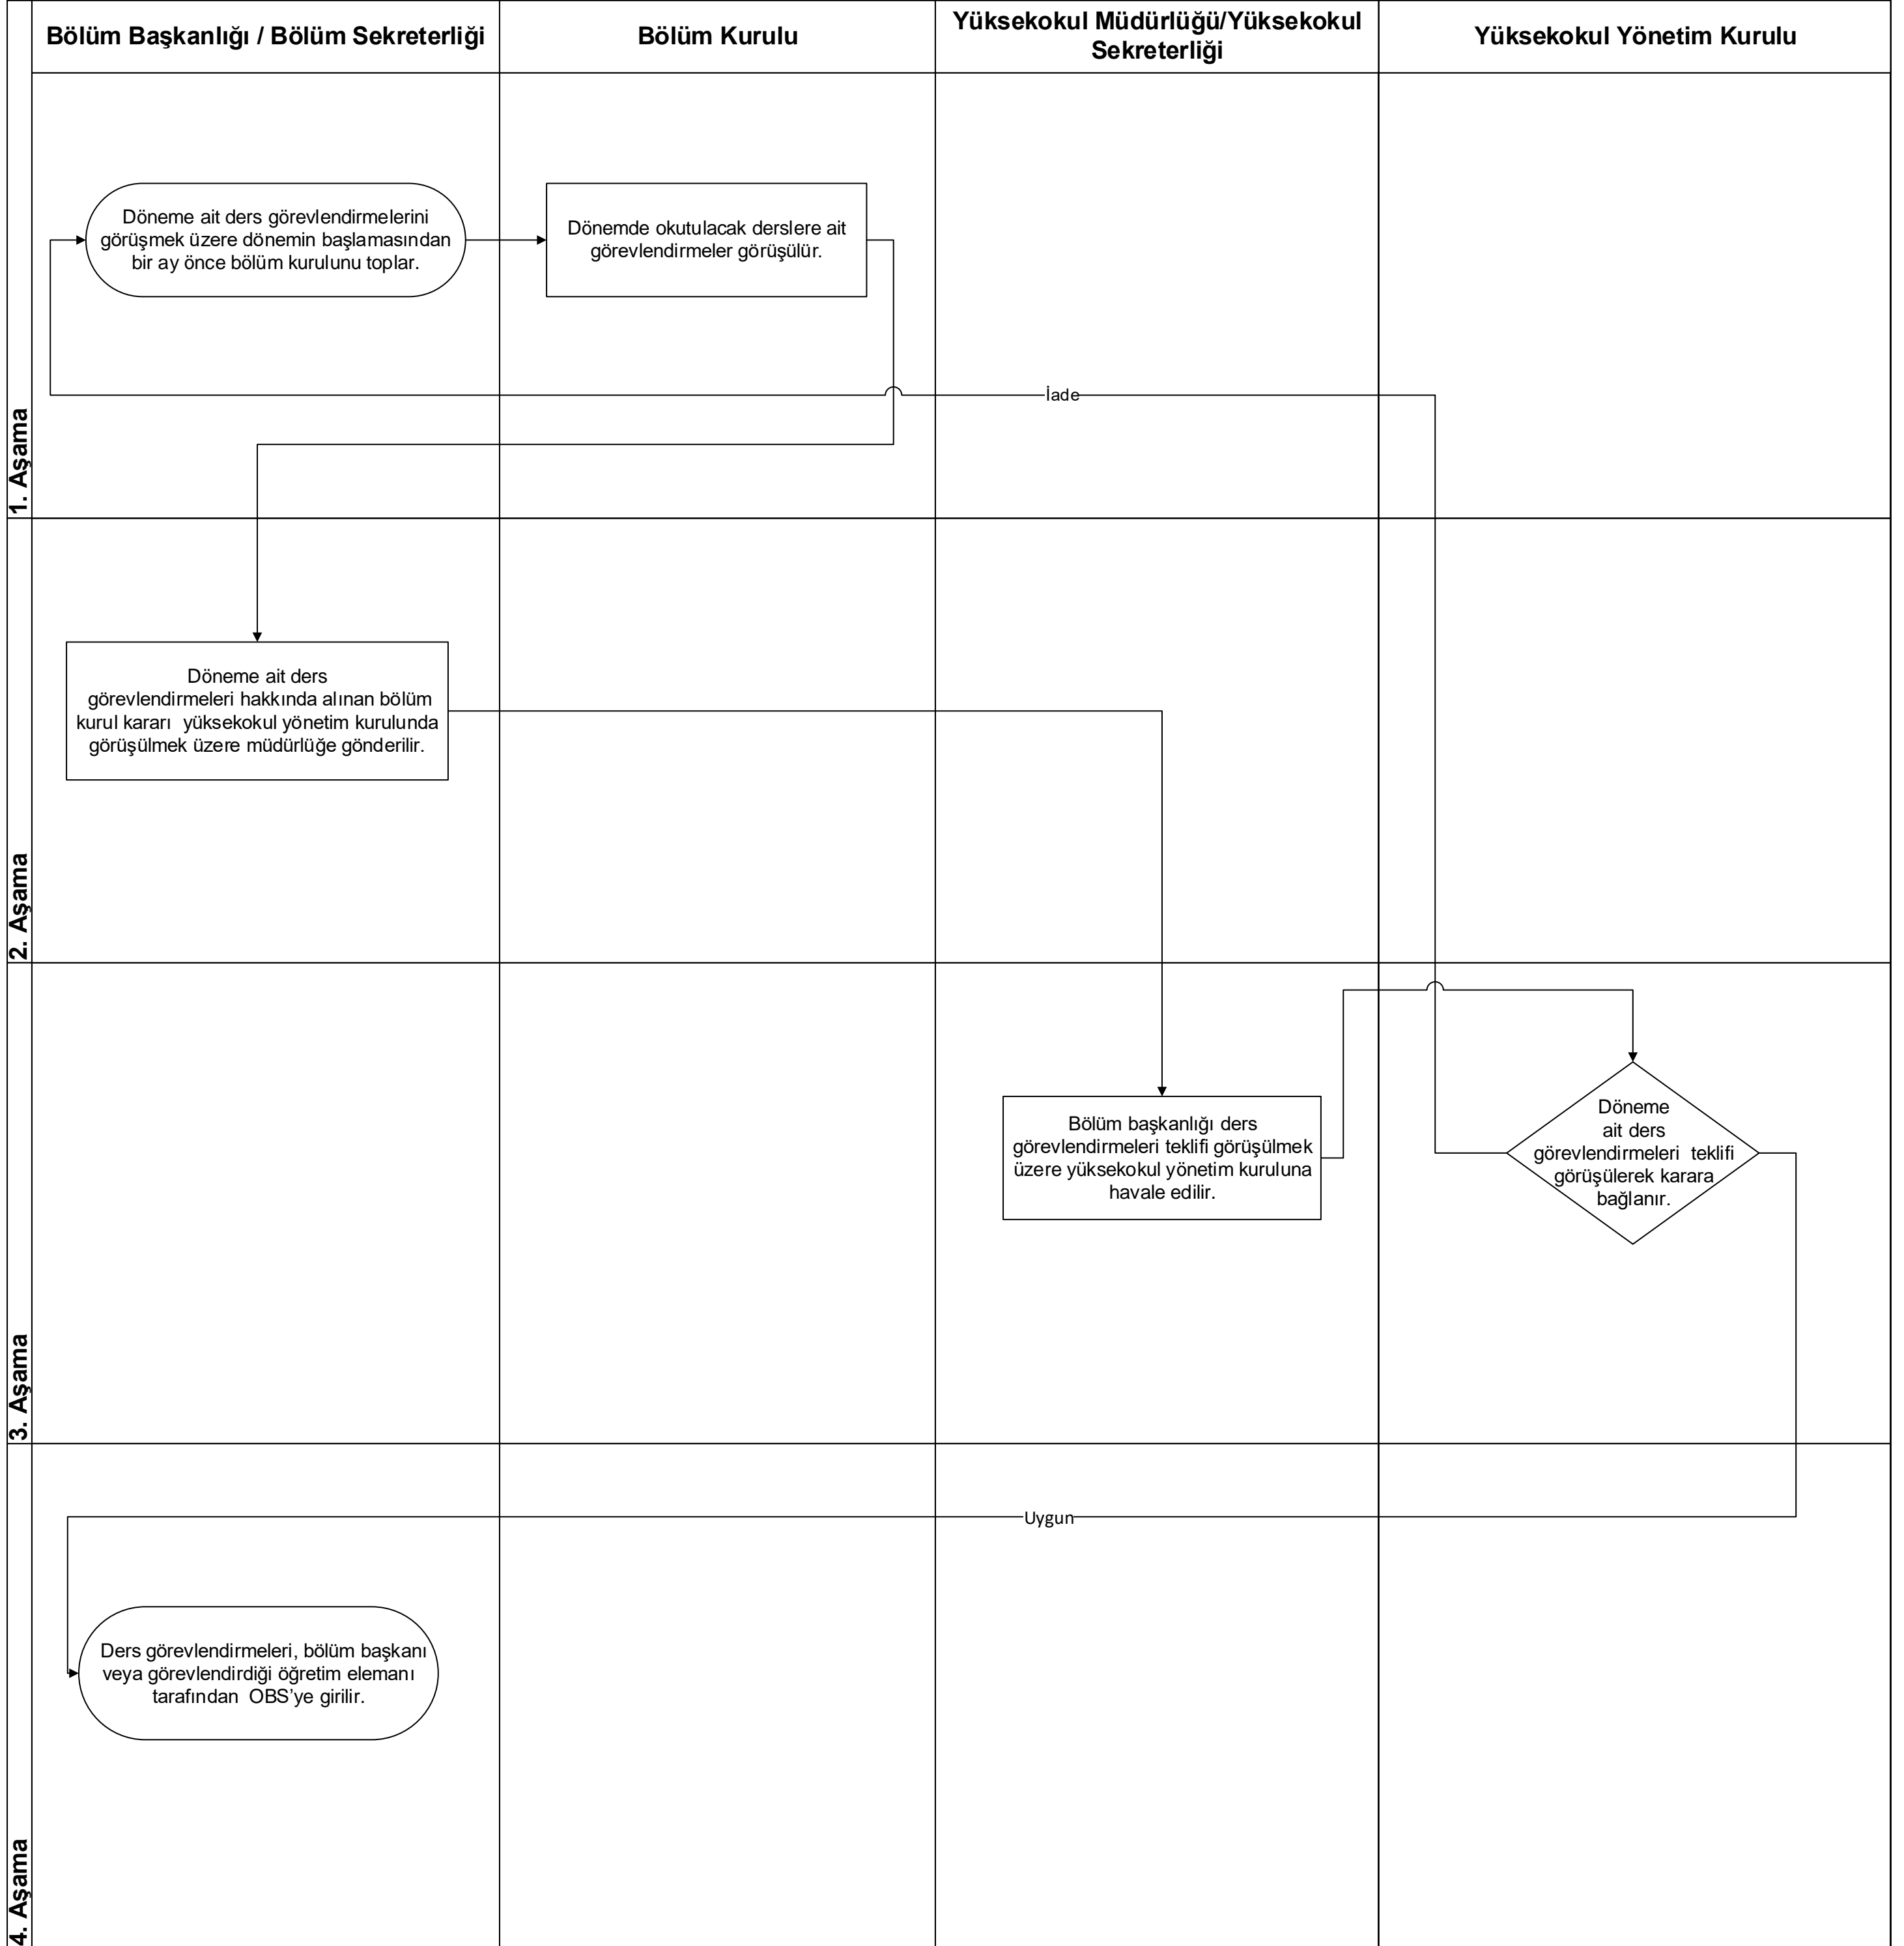 Bölüm Başkanlığı / Bölüm Sekreterliği
Bölüm Kurulu
Yüksekokul Müdürlüğü/Yüksekokul
Sekreterliği
Yüksekokul Yönetim Kurulu
1. Aşama
Döneme ait ders görevlendirmelerini
görüşmek üzere dönemin başlamasından
bir ay önce bölüm kurulunu toplar.
Dönemde okutulacak derslere ait
görevlendirmeler görüşülür.
İade
2. Aşama
Döneme ait ders
görevlendirmeleri hakkında alınan bölüm
kurul kararı yüksekokul yönetim kurulunda
görüşülmek üzere müdürlüğe gönderilir.
3. Aşama
Bölüm başkanlığı ders
görevlendirmeleri teklifi görüşülmek
üzere yüksekokul yönetim kuruluna
havale edilir.
Döneme
ait ders
görevlendirmeleri teklifi
görüşülerek karara
bağlanır.
4. Aşama
Uygun
Ders görevlendirmeleri, bölüm başkanı
veya görevlendirdiği öğretim elemanı
tarafından OBS’ye girilir.